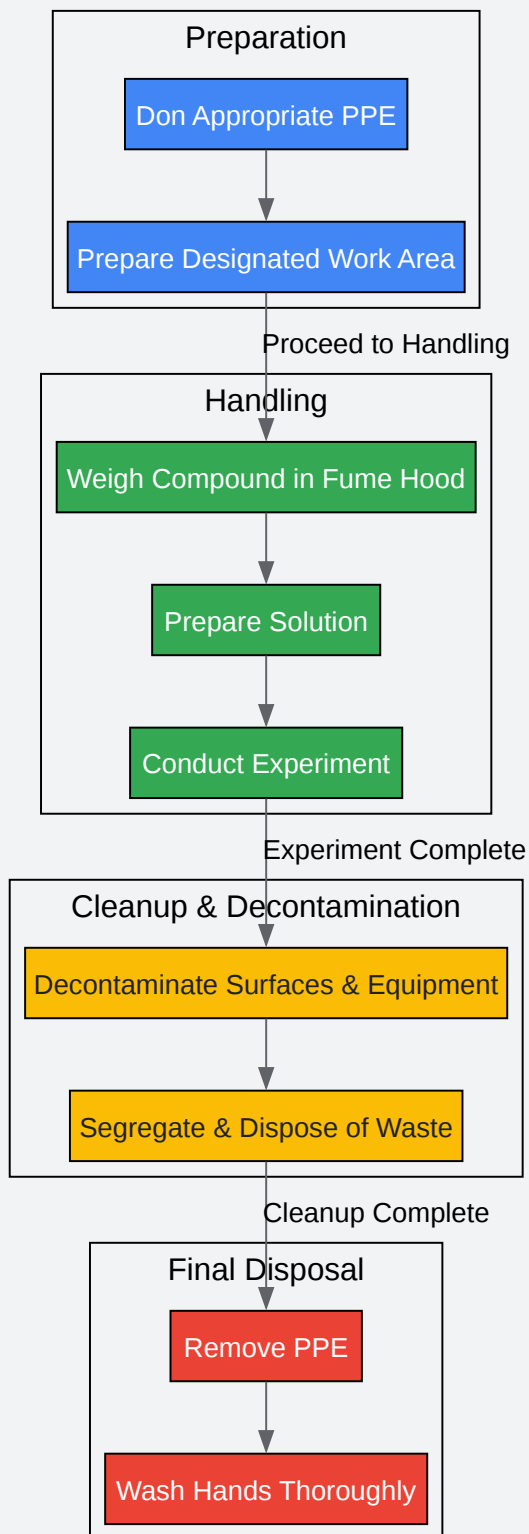 Preparation
Don Appropriate PPE
Prepare Designated Work Area
Proceed to Handling
Handling
Weigh Compound in Fume Hood
Prepare Solution
Conduct Experiment
Experiment Complete
Cleanup & Decontamination
Decontaminate Surfaces & Equipment
Segregate & Dispose of Waste
Cleanup Complete
Final Disposal
Remove PPE
Wash Hands Thoroughly